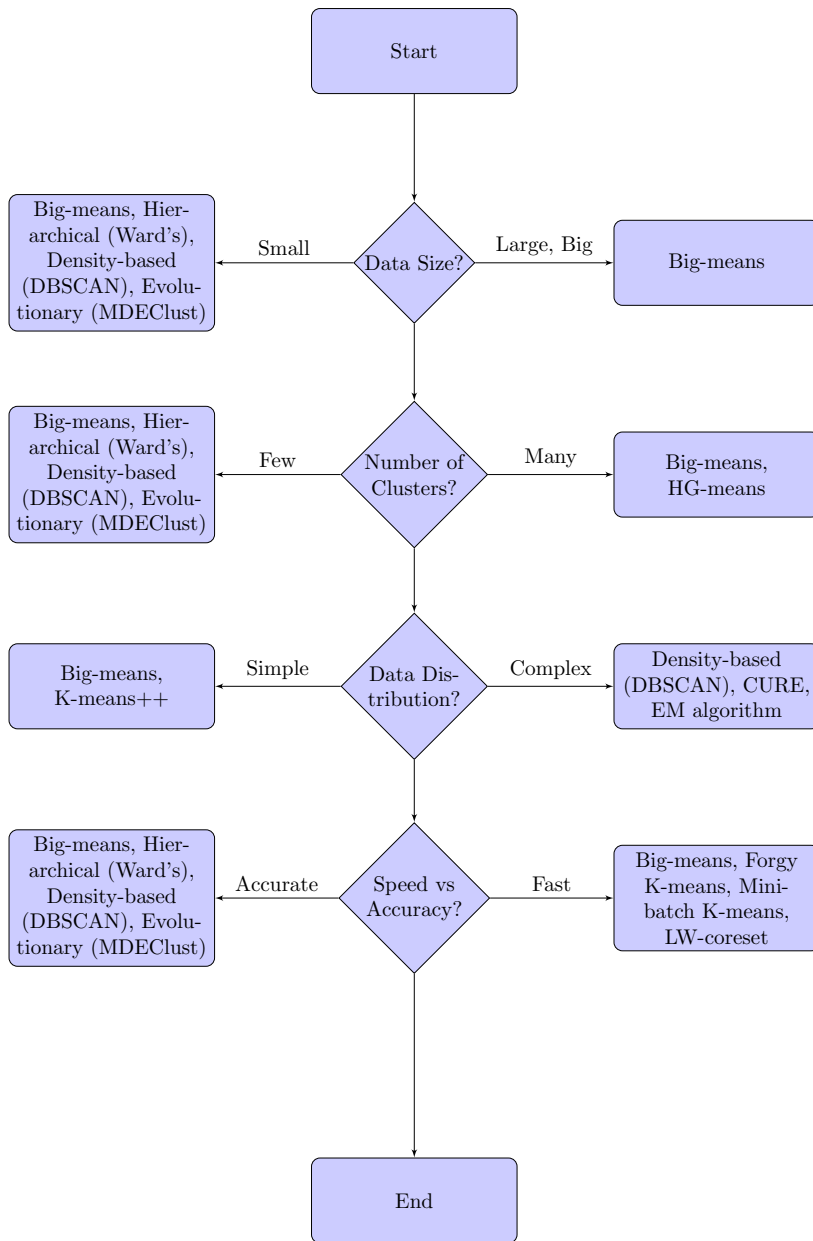 Start
Big-means, Hier-
archical (Ward's),
Density-based
(DBSCAN), Evolu-
tionary (MDEClust)
Small
Data Size?
Large, Big
Big-means
Big-means, Hier-
archical (Ward's),
Density-based
(DBSCAN), Evolu-
tionary (MDEClust)
Few
Number of
Clusters?
Many
Big-means,
HG-means
Big-means,
K-means++
Simple
Data Dis-
tribution?
Complex
Density-based
(DBSCAN), CURE,
EM algorithm
Big-means, Hier-
archical (Ward's),
Density-based
(DBSCAN), Evolu-
tionary (MDEClust)
Accurate
Speed vs
Accuracy?
Fast
Big-means, Forgy
K-means, Mini-
batch K-means,
LW-coreset
End